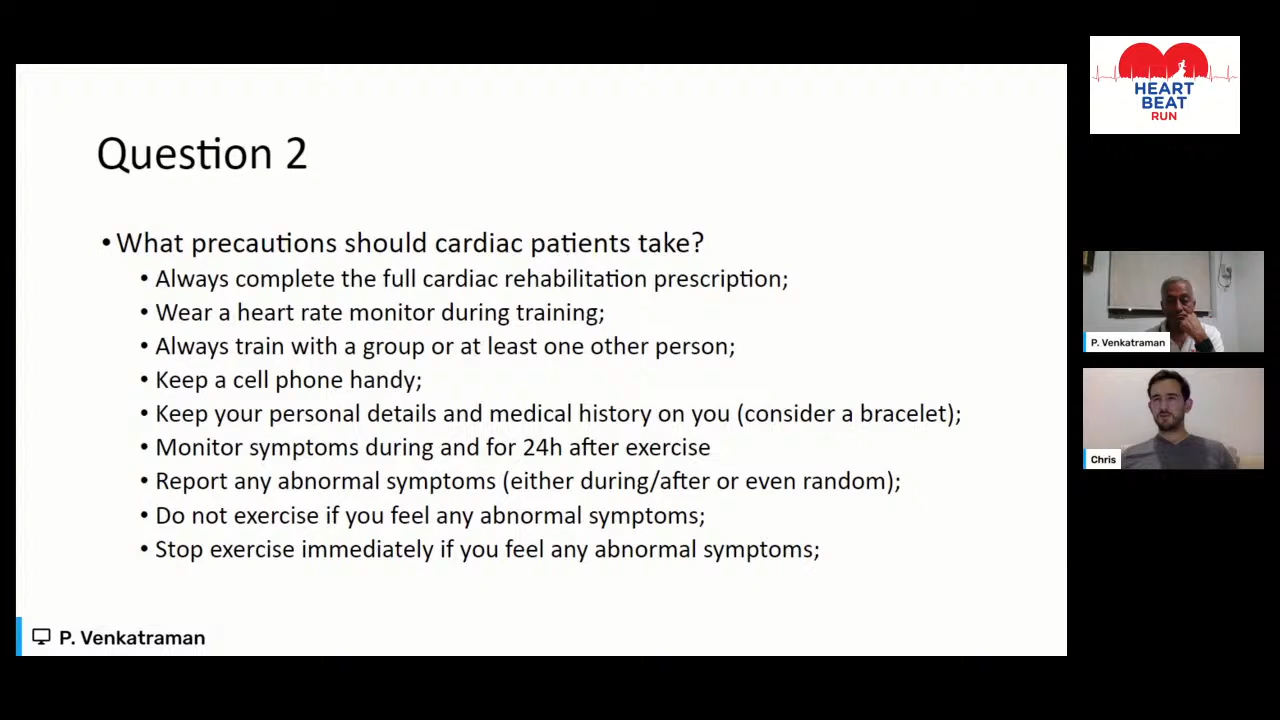 Question 2
• What precautions should cardiac patients take?
• Always complete the full cardiac rehabilitation prescription;
• Wear a heart rate monitor during training;
• Always train with a group or at least one other person;
• Keep a cell phone handy;
• Keep your personal details and medical history on you (consider a bracelet);
• Monitor symptoms during and for 24h after exercise
• Report any abnormal symptoms (either during/after or even random);
• Do not exercise if you feel any abnormal symptoms;
• Stop exercise immediately if you feel any abnormal symptoms;
P. Venkatraman
HEART
BEAT
RUN
P. Venkatraman
Chris